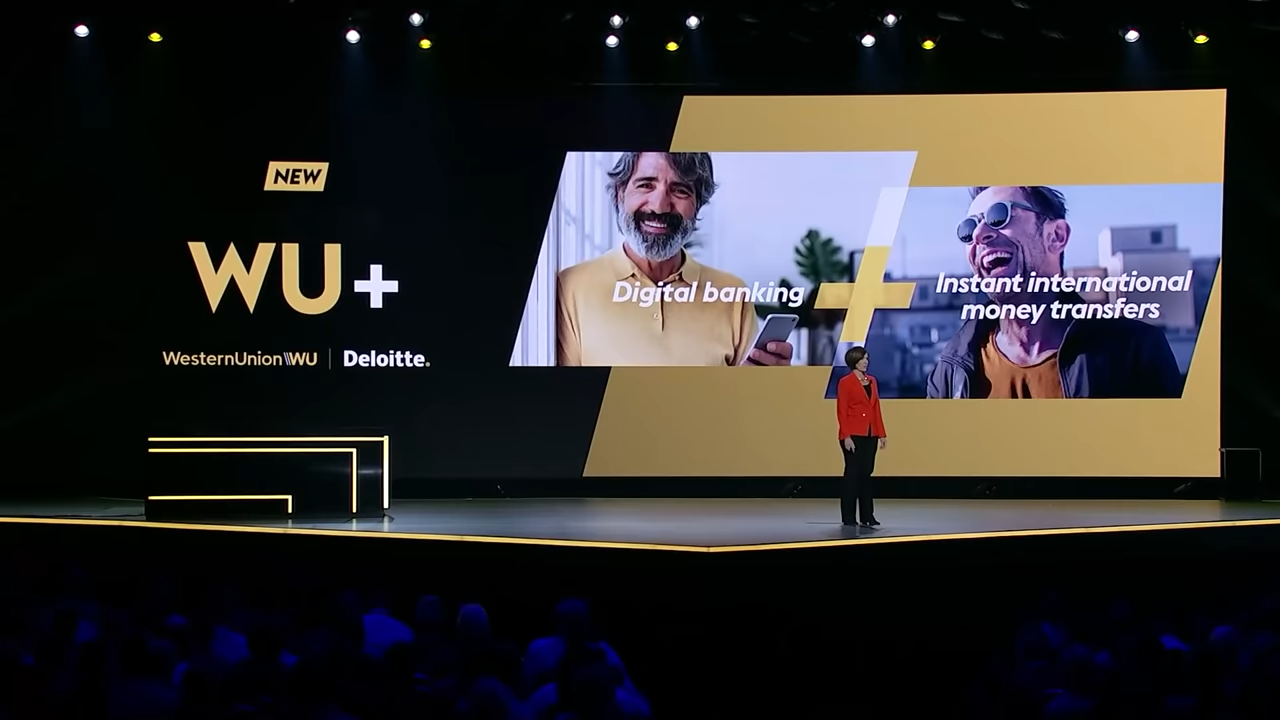 NEW
WU+
WesternUnion \\WU | Deloitte.
Digital banking
Instant international
money transfers